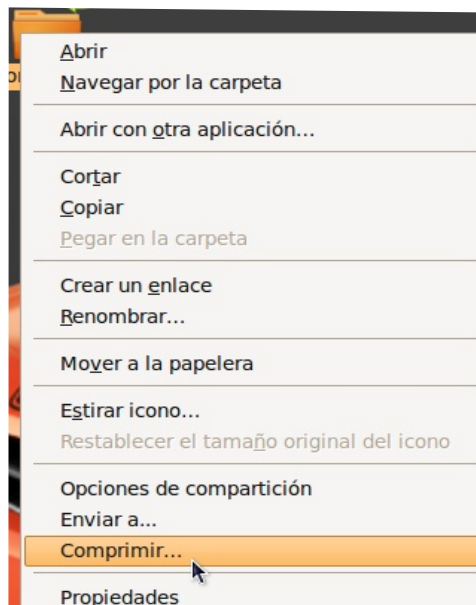 Abrir
Navegar por la carpeta
Abrir con otra aplicación...
Cortar
Copiar
Pegar en la carpeta
Crear un enlace
Renombrar...
Mover a la papelera
Estirar icono...
Restablecer el tamaño original del icono
Opciones de compartición
Enviar a...
Comprimir...
Propiedades